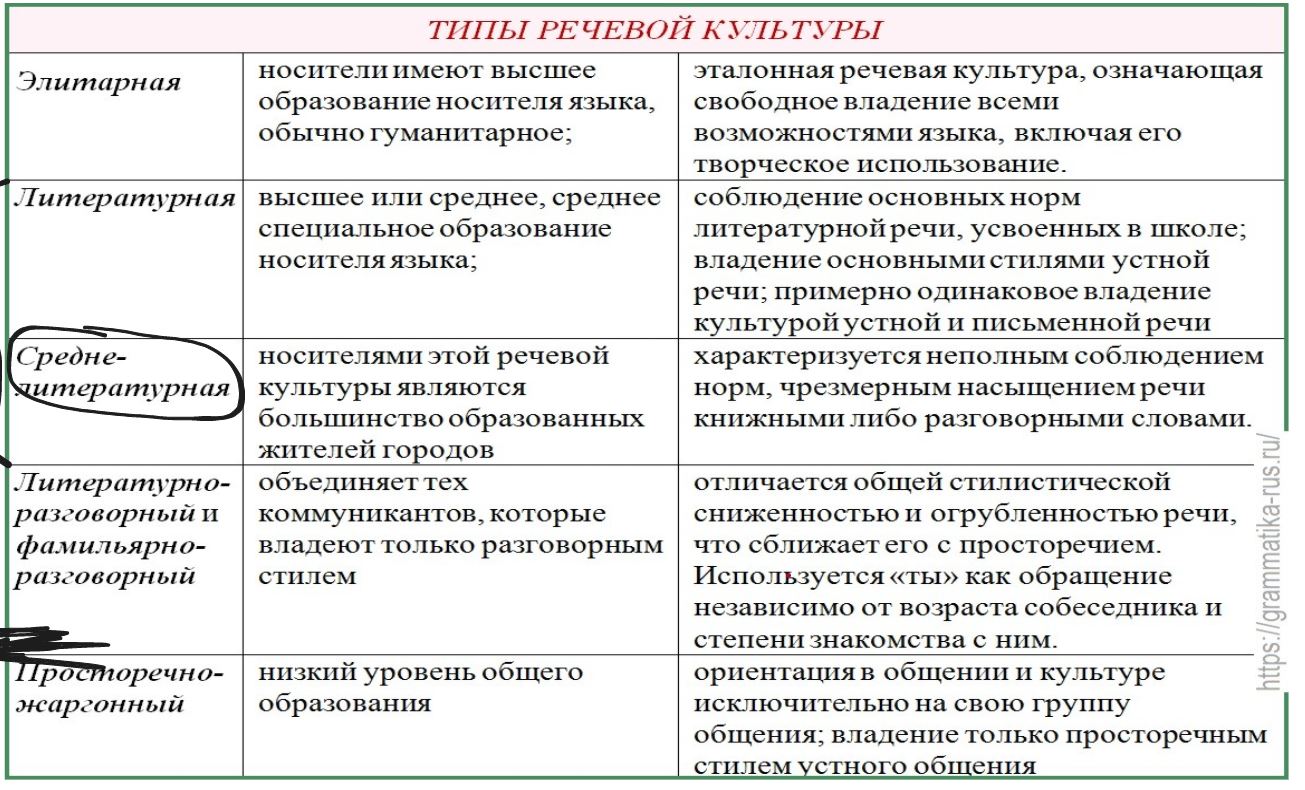 ТИПЫ РЕЧЕВОЙ КУЛЬТУРЫ
Элитарная
носители имеют высшее
образование носителя языка,
обычно гуманитарное;
эталонная речевая культура, означающая
свободное владение всеми
возможностями языка, включая его
творческое использование.
Литературная
высшее или среднее, среднее
специальное образование
носителя языка;
соблюдение основных норм
литературной речи, усвоенных в школе;
владение основными стилями устной
речи; примерно одинаковое владение
культурой устной и письменной речи
Средне-
литературная
носителями этой речевой
культуры являются
большинство образованных
жителей городов
характеризуется неполным соблюдением
норм, чрезмерным насыщением речи
книжными либо разговорными словами.
Литературно-
разговорный и
фамильярно-
разговорный
объединяет тех
коммуникантов, которые
владеют только разговорным
стилем
отличается общей стилистической
сниженностью и огрубленностью речи,
что сближает его с просторечием.
Используется «ты» как обращение
независимо от возраста собеседника и
степени знакомства с ним.
Просторечно-
жаргонный
низкий уровень общего
образования
ориентация в общении и культуре
исключительно на свою группу
общения; владение только просторечным
стилем устного общения
https://grammatika-rus.ru/